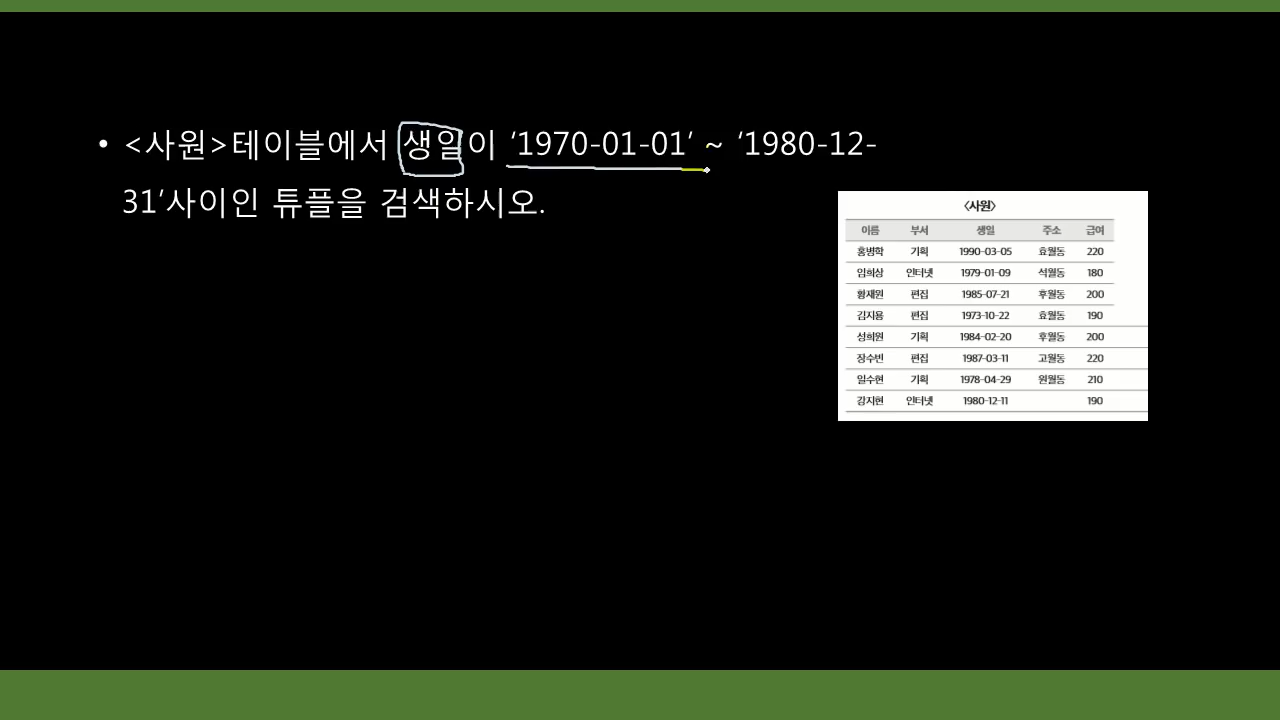 • <사원>테이블에서 생일이 ‘1970-01-01’ ~ ‘1980-12-
31‘사이인 튜플을 검색하시오.
<사원>
이름 부서 생일 주소 급여
홍병학 기획 1990-03-05 효월동 220
임희상 인터넷 1979-01-09 석월동 180
황재원 편집 1985-07-21 후월동 200
김지용 편집 1973-10-22 효월동 190
성희원 기획 1984-02-20 후월동 200
장수빈 편집 1987-03-11 고월동 220
일수현 기획 1978-04-29 원월동 210
강지현 인터넷 1980-12-11 190